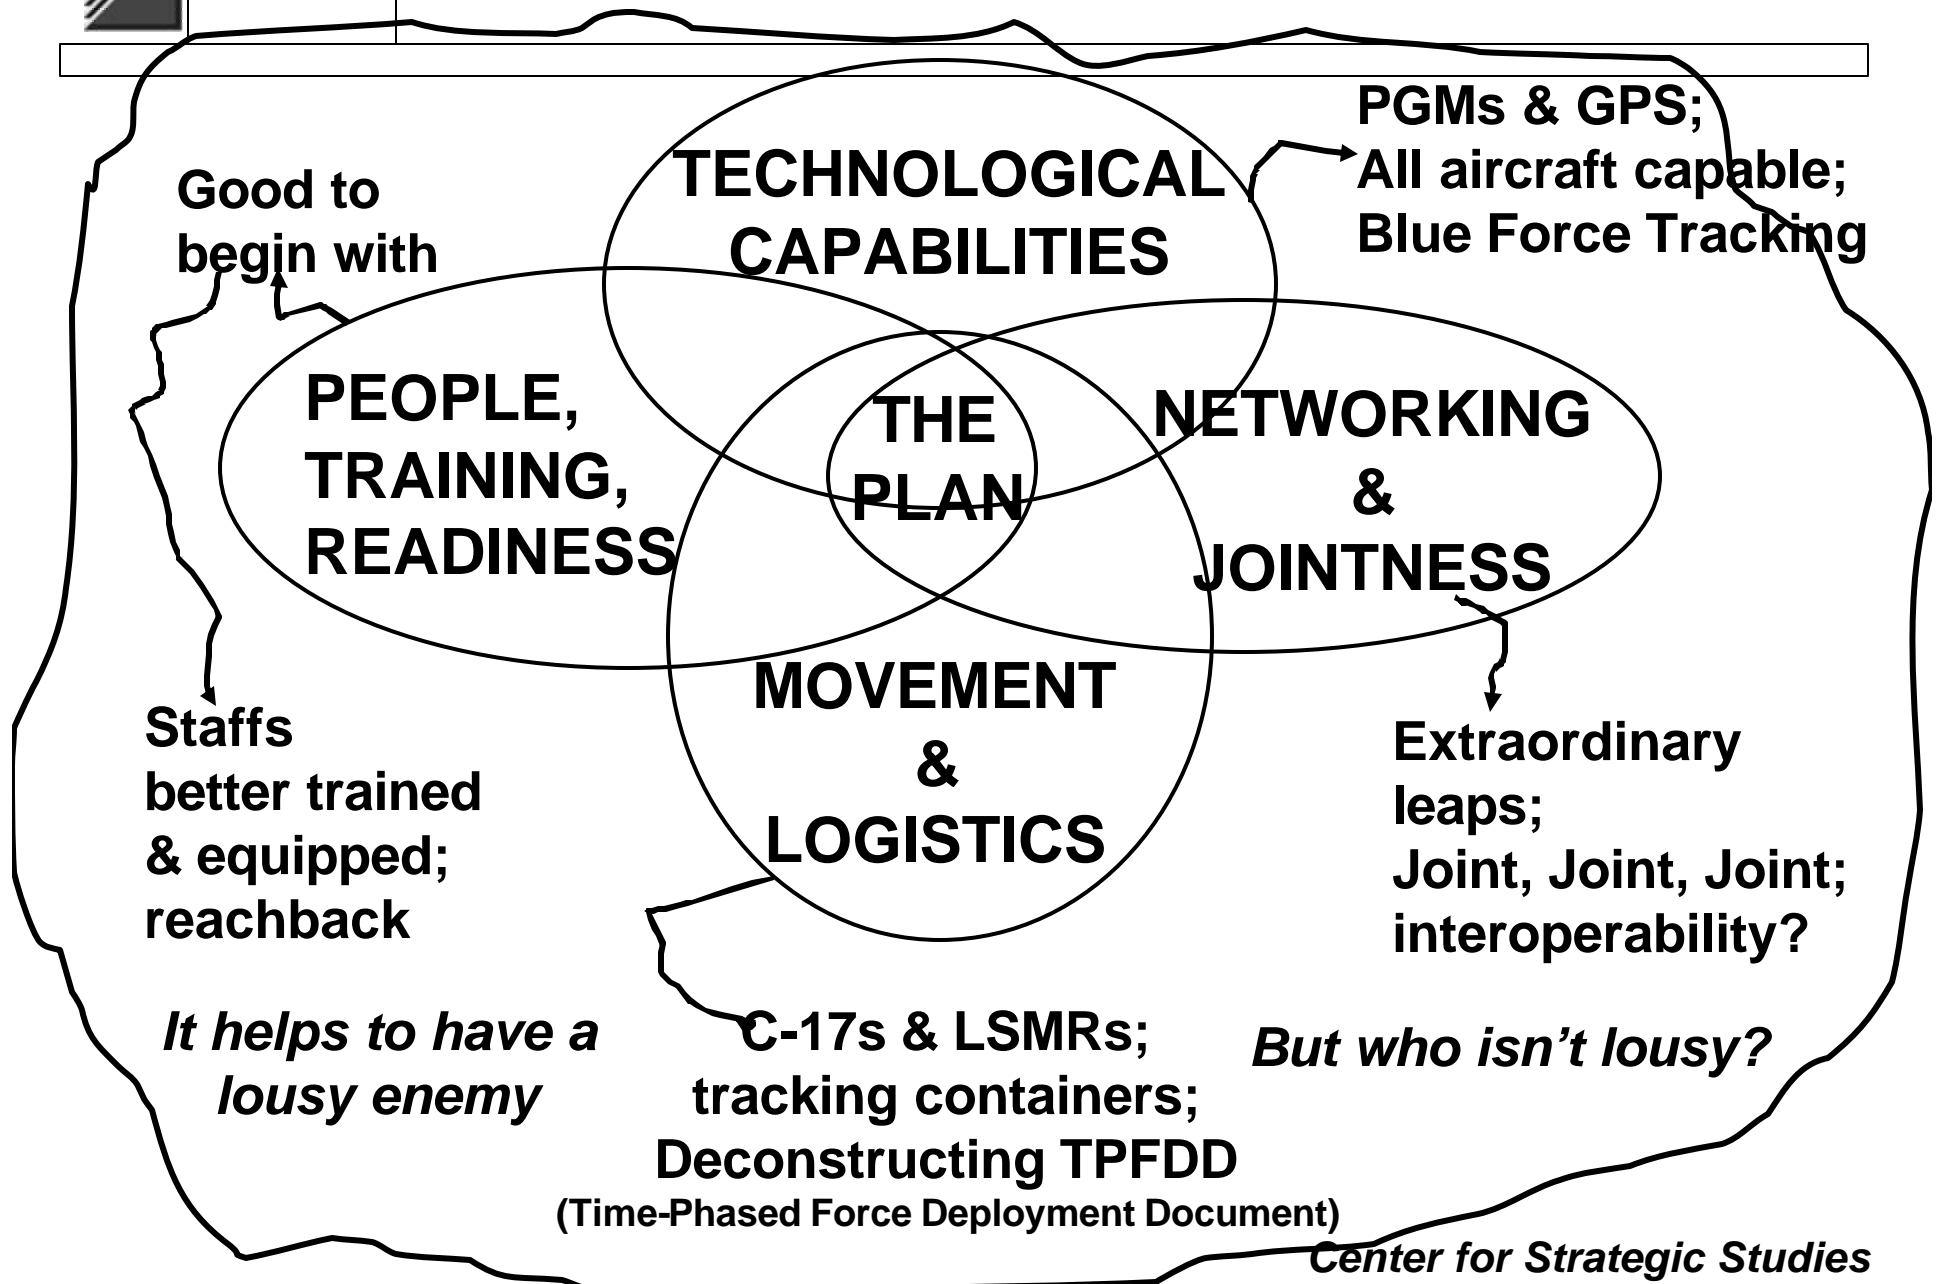 PGMs & GPS;
All aircraft capable;
Blue Force Tracking
TECHNOLOGICAL
CAPABILITIES
Good to
begin with
PEOPLE,
TRAINING,
READINESS
THE
PLAN
NETWORKING
&
JOINTNESS
MOVEMENT
&
LOGISTICS
Staffs
better trained
& equipped;
reachback
Extraordinary
leaps;
Joint, Joint, Joint;
interoperability?
It helps to have a
lousy enemy
C-17s & LSMRs;
tracking containers;
Deconstructing TPFDD
(Time-Phased Force Deployment Document)
But who isn’t lousy?
Center for Strategic Studies